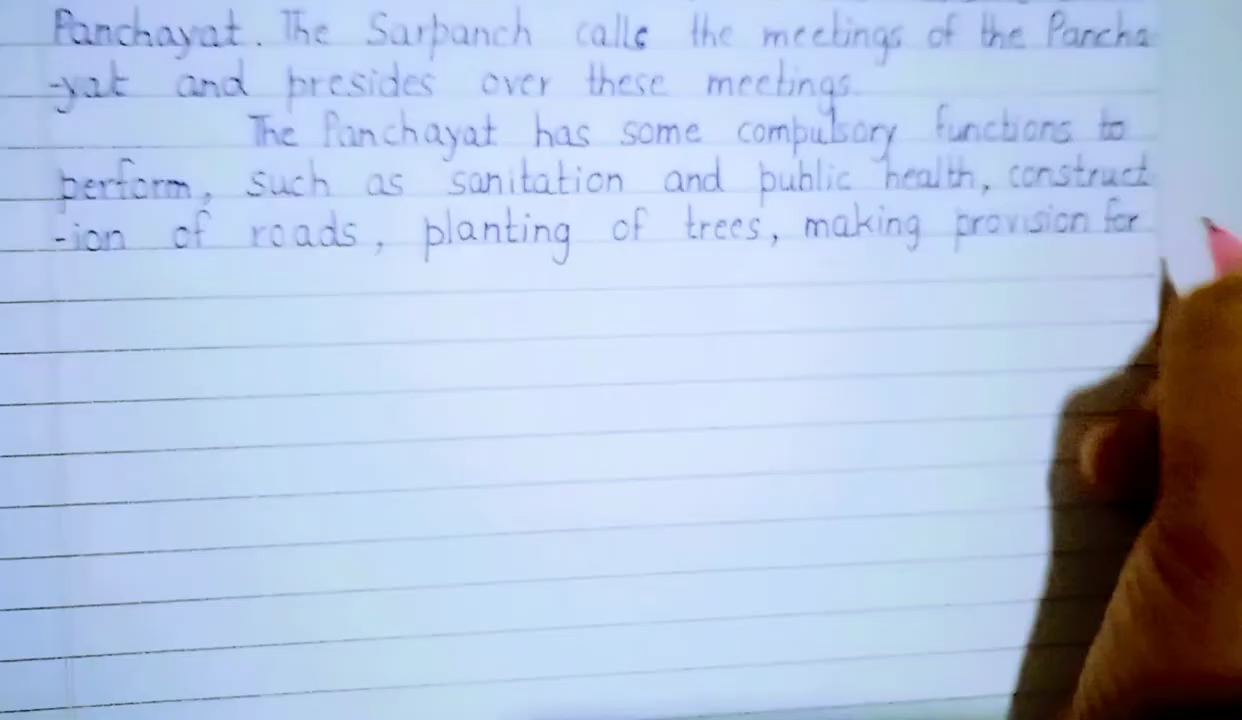 Panchayat. The Sarpanch calls the meetings of the Pancha
-yat and presides over these meetings.
The Panchayat has some compulsory functions to
perform, such as sanitation and public health, construct
-ion of roads, planting of trees, making provision for